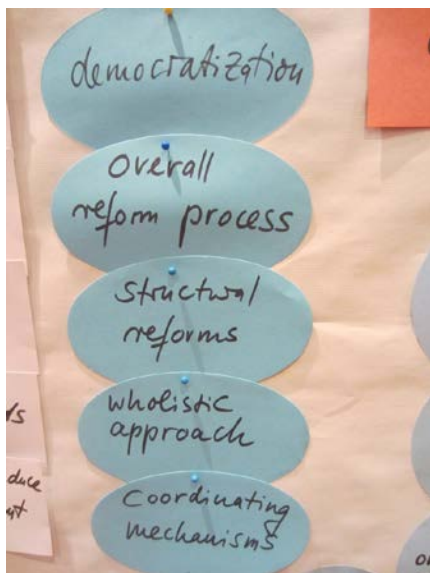 democratization
Overall
reform process
structural
reforms
wholistic
approach
Coordinating
mechanisms